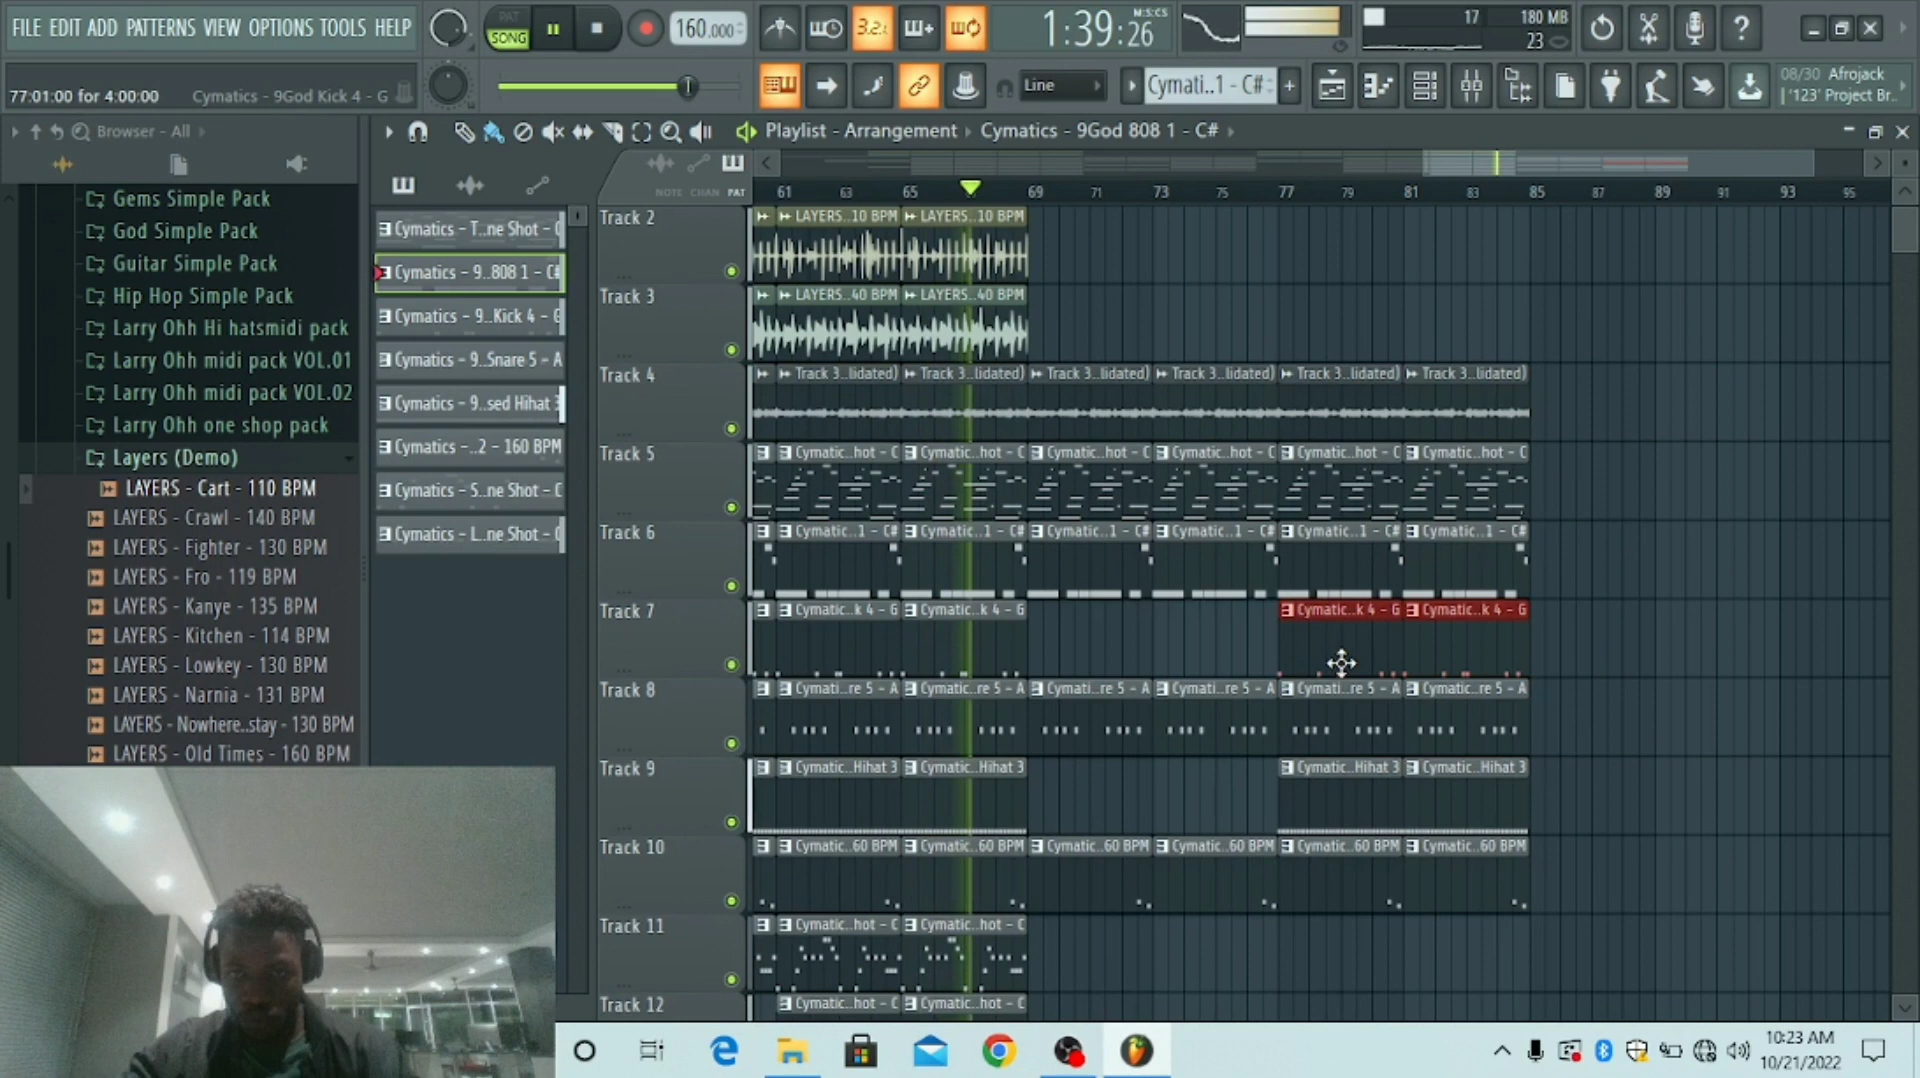 FILE EDIT ADD PATTERNS VIEW OPTIONS TOOLS HELP
PAT
SONG
160.000
3.2.
1:39:26
M:S:CS
17
180 MB
23
77:01:00 for 4:00:00
Cymatics - 9God Kick 4 - G
Line
Cymati..1 - C#
08/30 Afrojack
| '123' Project Br..
Browser - All
Playlist - Arrangement
Cymatics - 9God 808 1 - C#
NOTE CHAN PAT
61 63 65 69 71 73 75 77 79 81 83 85 87 89 91 93 95
Gems Simple Pack
God Simple Pack
Guitar Simple Pack
Hip Hop Simple Pack
Larry Ohh Hi hatsmidi pack
Larry Ohh midi pack VOL.01
Larry Ohh midi pack VOL.02
Larry Ohh one shop pack
Layers (Demo)
LAYERS - Cart - 110 BPM
LAYERS - Crawl - 140 BPM
LAYERS - Fighter - 130 BPM
LAYERS - Fro - 119 BPM
LAYERS - Kanye - 135 BPM
LAYERS - Kitchen - 114 BPM
LAYERS - Lowkey - 130 BPM
LAYERS - Narnia - 131 BPM
LAYERS - Nowhere..stay - 130 BPM
LAYERS - Old Times - 160 BPM
Cymatics - T..ne Shot - C
Cymatics - 9..808 1 - C#
Cymatics - 9..Kick 4 - G
Cymatics - 9..Snare 5 - A
Cymatics - 9..sed Hihat 3
Cymatics - ..2 - 160 BPM
Cymatics - S..ne Shot - C
Cymatics - L..ne Shot - C
Track 2
LAYERS..10 BPM LAYERS..10 BPM
Track 3
LAYERS..40 BPM LAYERS..40 BPM
Track 4
Track 3..lidated) Track 3..lidated) Track 3..lidated) Track 3..lidated) Track 3..lidated) Track 3..lidated)
Track 5
Cymatic..hot - C Cymatic..hot - C Cymatic..hot - C Cymatic..hot - C Cymatic..hot - C Cymatic..hot - C
Track 6
Cymatic..1 - C# Cymatic..1 - C# Cymatic..1 - C# Cymatic..1 - C# Cymatic..1 - C# Cymatic..1 - C#
Track 7
Cymatic..k 4 - G Cymatic..k 4 - G Cymatic..k 4 - G Cymatic..k 4 - G
Track 8
Cymati..re 5 - A Cymatic..re 5 - A Cymati..re 5 - A Cymati..re 5 - A Cymati..re 5 - A Cymatic..re 5 - A
Track 9
Cymatic..Hihat 3 Cymatic..Hihat 3 Cymatic..Hihat 3 Cymatic..Hihat 3
Track 10
Cymatic..60 BPM Cymatic..60 BPM Cymatic..60 BPM Cymatic..60 BPM Cymatic..60 BPM Cymatic..60 BPM
Track 11
Cymatic..hot - C Cymatic..hot - C
Track 12
Cymatic..hot - C Cymatic..hot - C
10:23 AM
10/21/2022